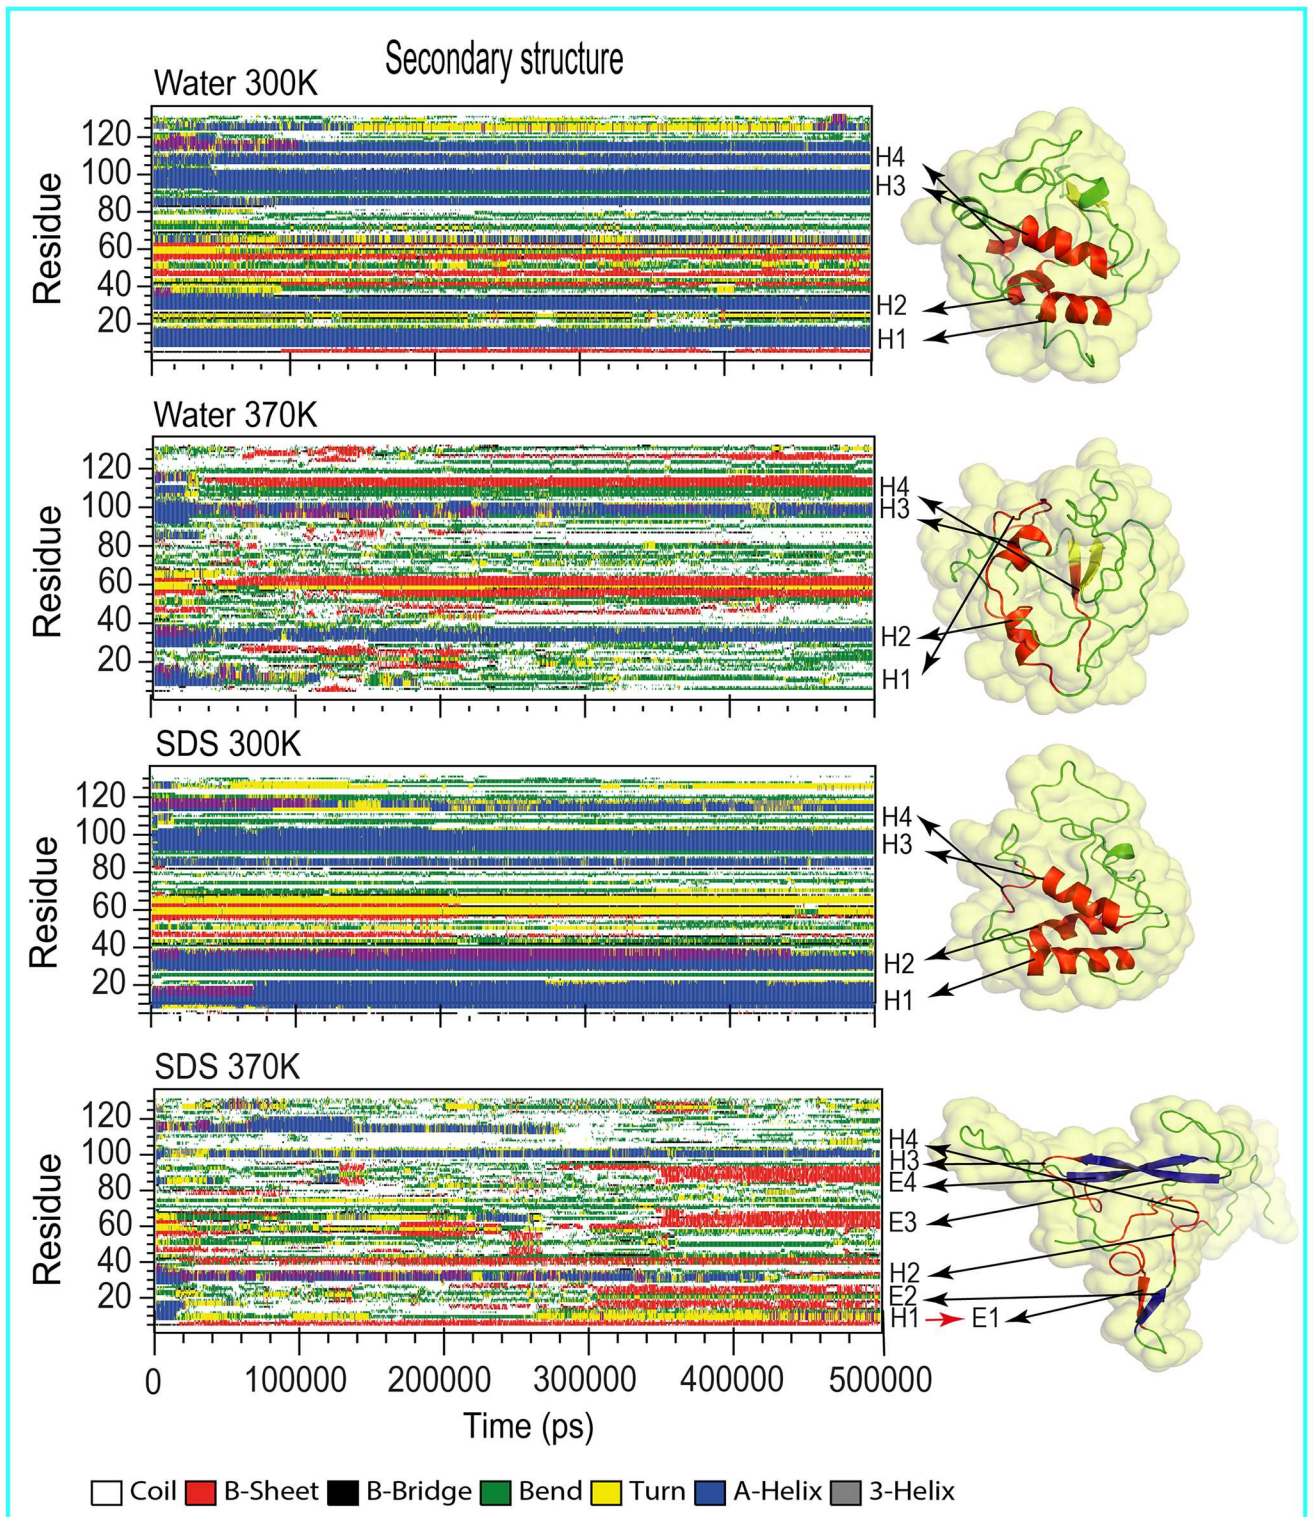 Secondary structure
Water 300K
Residue
120
100
80
60
40
20
H4
H3
H2
H1
Water 370K
Residue
120
100
80
60
40
20
H4
H3
H2
H1
SDS 300K
Residue
120
100
80
60
40
20
H4
H3
H2
H1
SDS 370K
Residue
120
100
80
60
40
20
H4
H3
E4
E3
H2
E2
H1 E1
0 100000 200000 300000 400000 500000
Time (ps)
Coil B-Sheet B-Bridge Bend Turn A-Helix 3-Helix